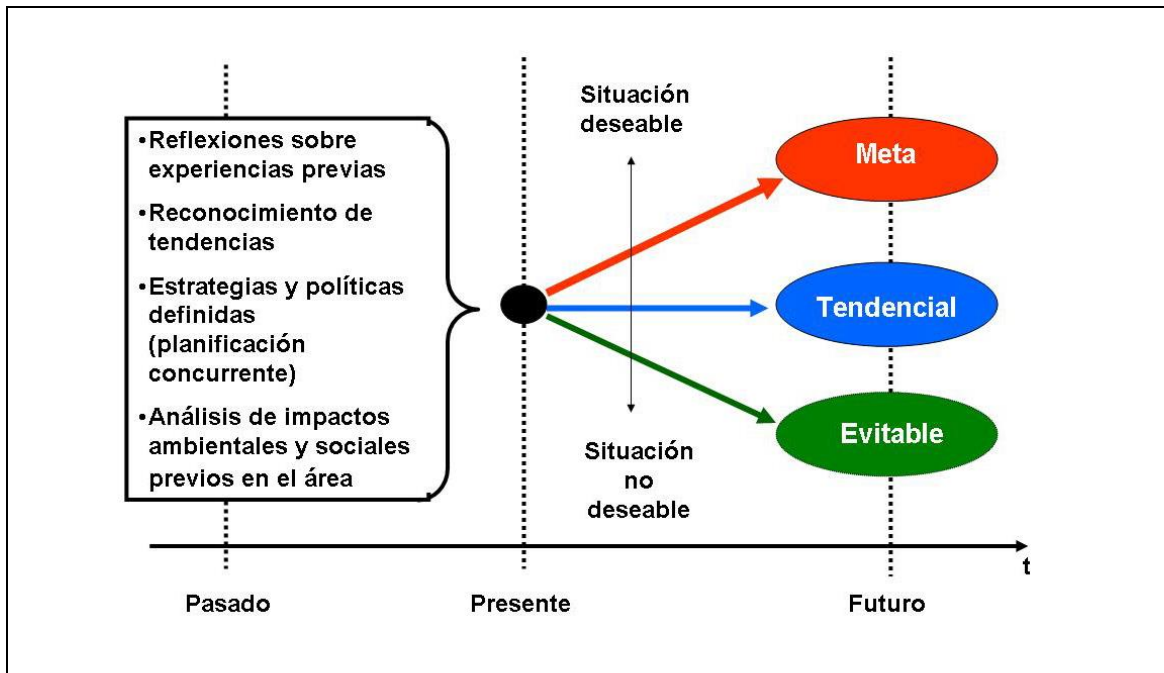 •Reflexiones sobre
experiencias previas
•Reconocimiento de
tendencias
•Estrategias y políticas
definidas
(planificación
concurrente)
•Análisis de impactos
ambientales y sociales
previos en el área
Situación
deseable
Situación
no
deseable
Meta
Tendencial
Evitable
t
Pasado
Presente
Futuro